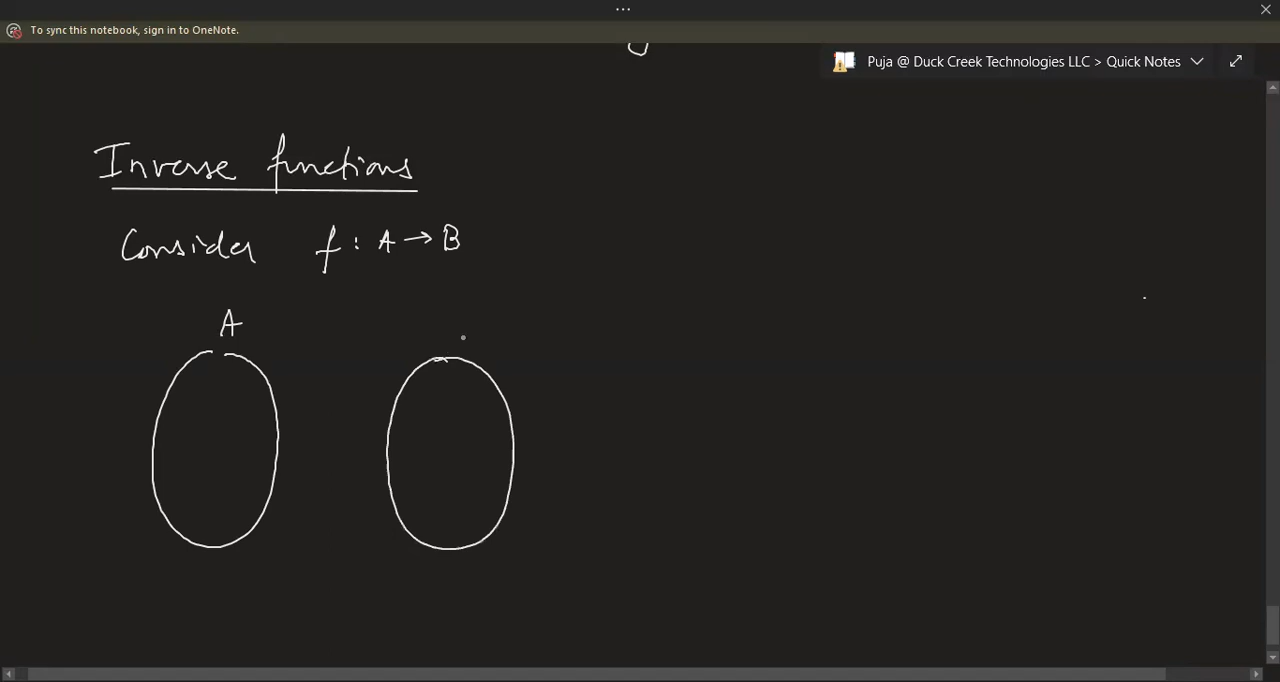 ...
To sync this notebook, sign in to OneNote.
Puja @ Duck Creek Technologies LLC > Quick Notes
Inverse functions
Consider f : A → B
A